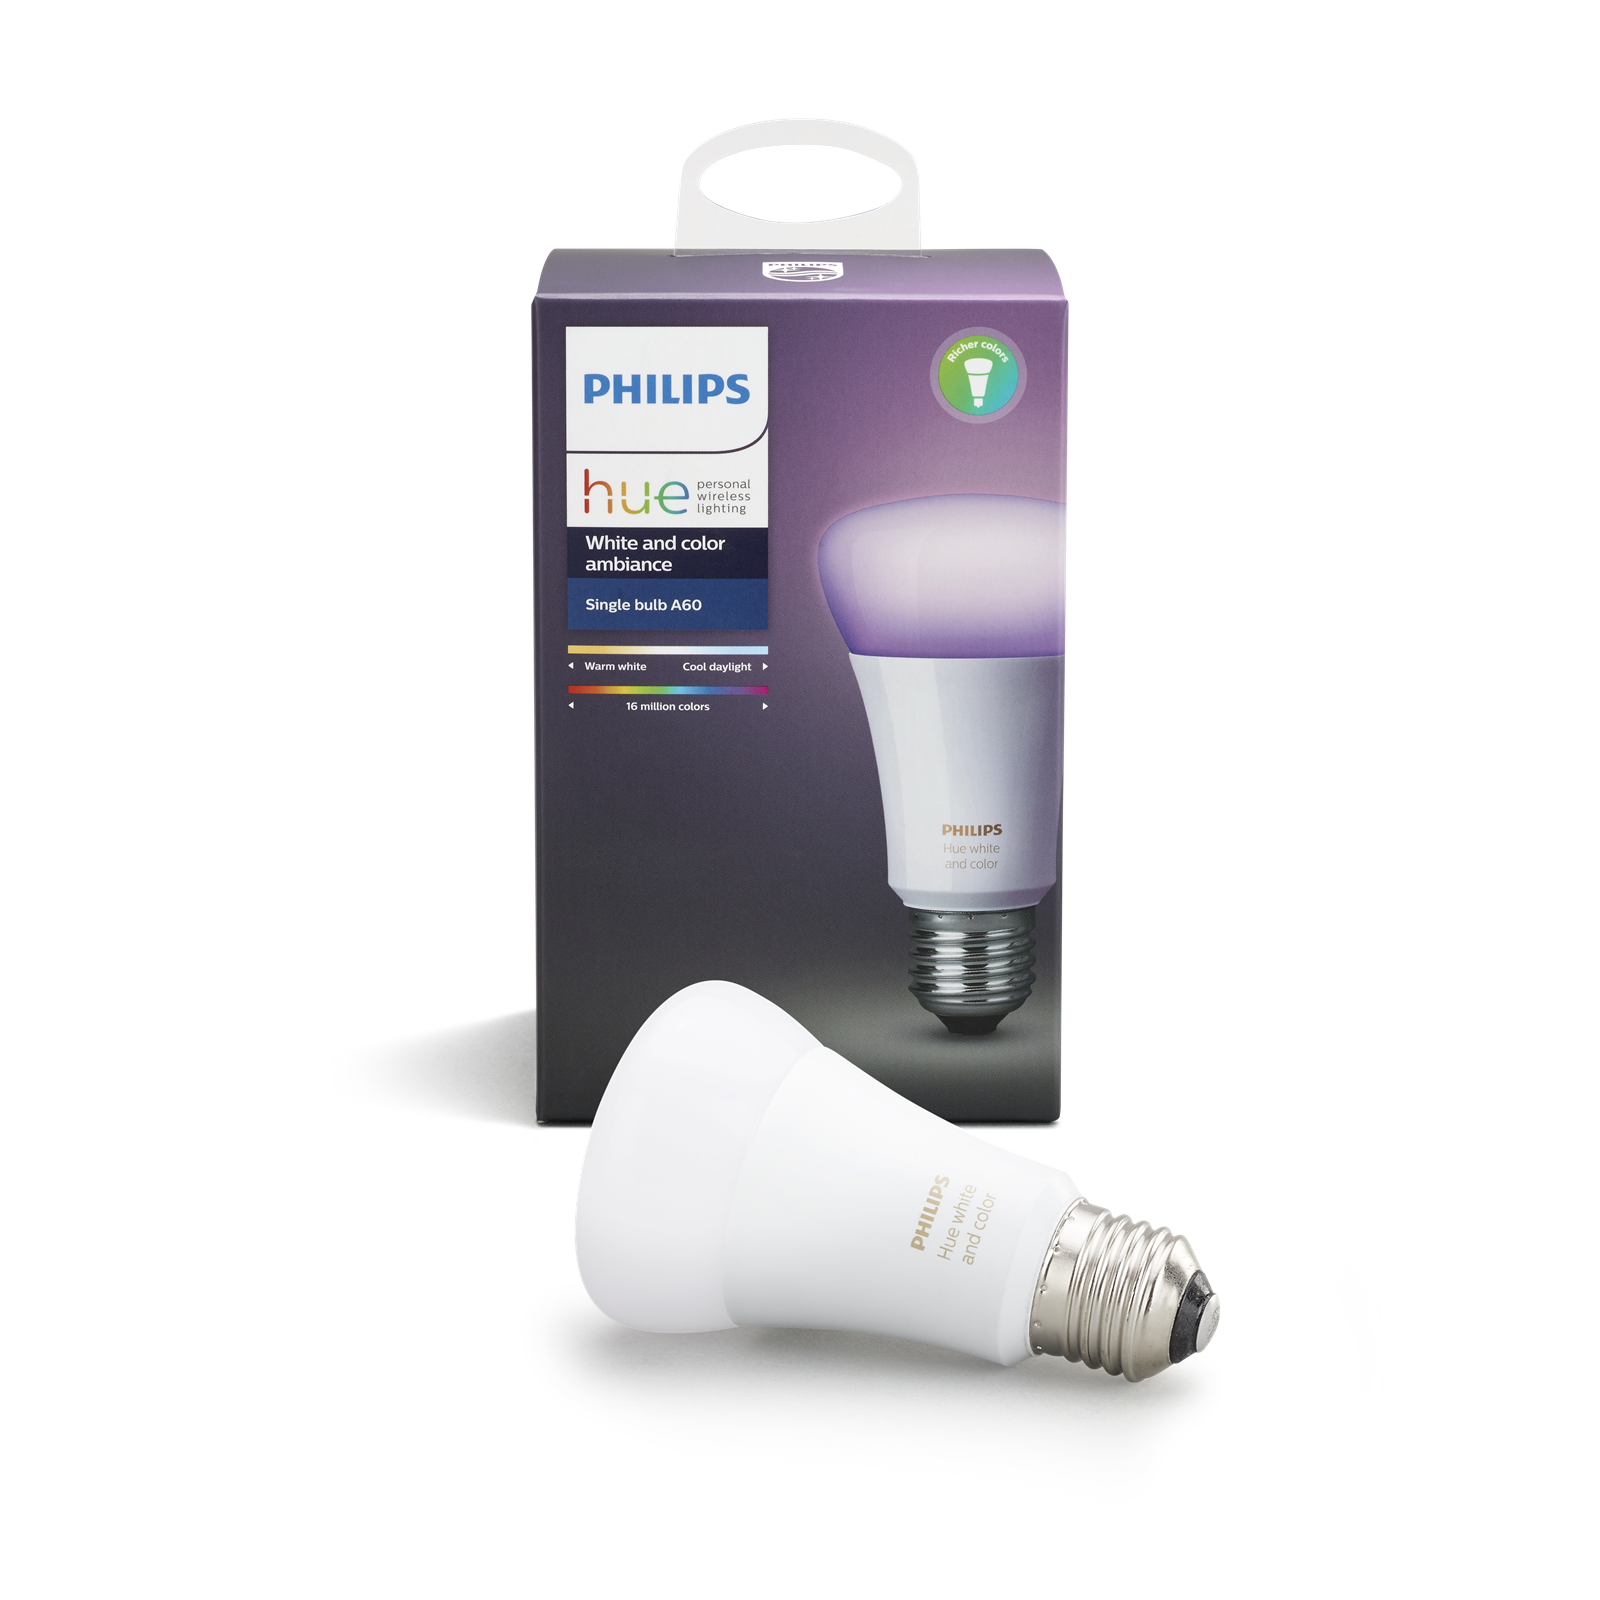 PHILIPS
Richer colors
PHILIPS
hue
personal
wireless
lighting
White and color
ambiance
Single bulb A60
Warm white Cool daylight
16 million colors
PHILIPS
Hue white
and color
PHILIPS
Hue white
and color